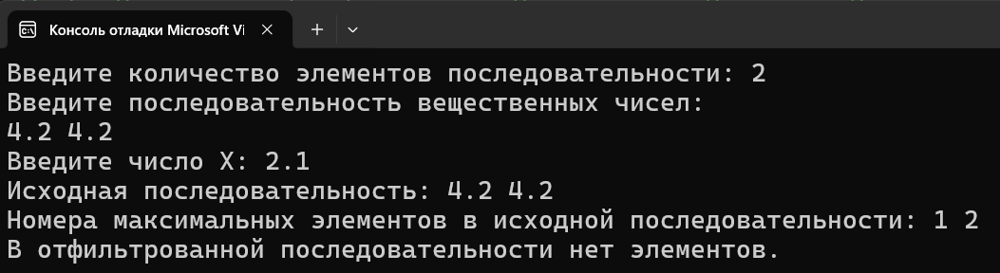 Консоль отладки Microsoft Vi
Введите количество элементов последовательности: 2
Введите последовательность вещественных чисел:
4.2 4.2
Введите число X: 2.1
Исходная последовательность: 4.2 4.2
Номера максимальных элементов в исходной последовательности: 1 2
В отфильтрованной последовательности нет элементов.